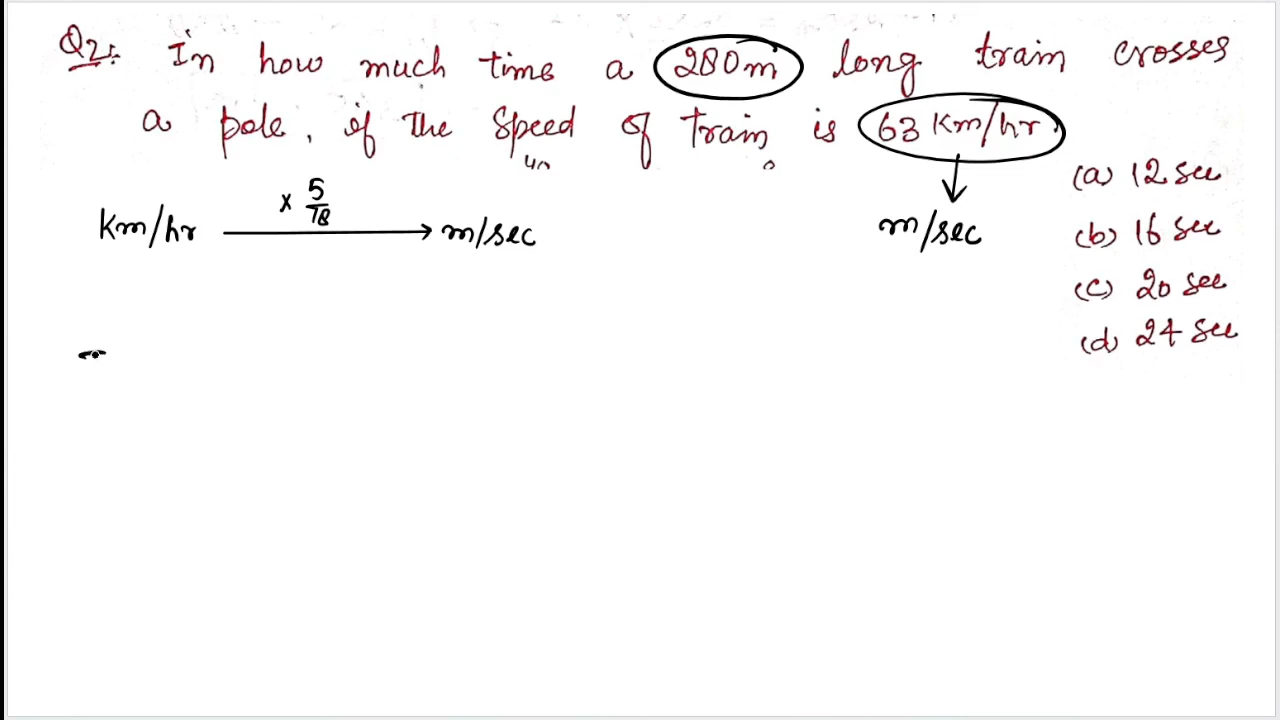 Q2: In how much time a 280m long train crosses
a pole, if the speed of train is 63 Km/hr
(a) 12 sec
(b) 16 sec
(c) 20 sec
(d) 24 sec
Km/hr × 5/18 → m/sec
m/sec